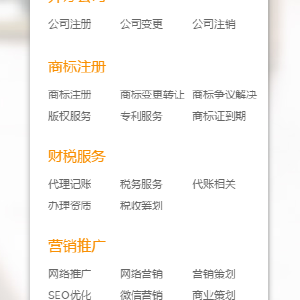 公司注册 公司变更 公司注销
商标注册
商标注册 商标变更转让 商标争议解决
版权服务 专利服务 商标证到期
财税服务
代理记账 税务服务 代账相关
办理资质 税收筹划
营销推广
网络推广 网络营销 营销策划
SEO优化 微信营销 商业策划